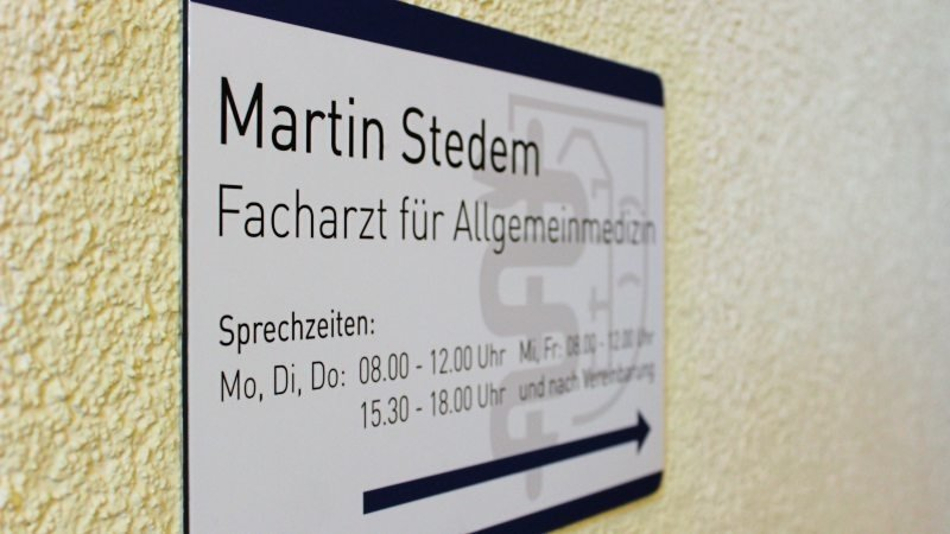 Martin Stedem
Facharzt für Allgemeinmedizin
Sprechzeiten:
Mo, Di, Do: 08.00 - 12.00 Uhr Mi, Fr: 08.00 - 12.00 Uhr
15.30 - 18.00 Uhr und nach Vereinbarung